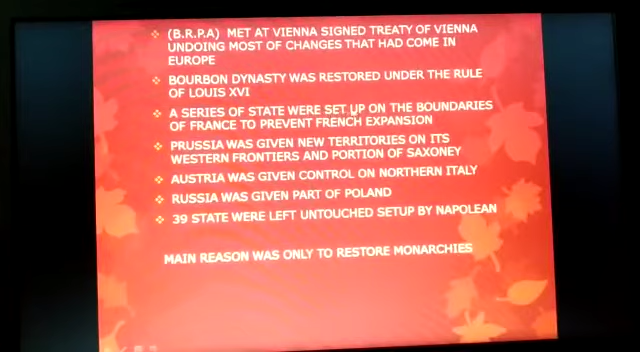 (B.R.P.A) MET AT VIENNA SIGNED TREATY OF VIENNA
UNDOING MOST OF CHANGES THAT HAD COME IN
EUROPE
BOURBON DYNASTY WAS RESTORED UNDER THE RULE
OF LOUIS XVI
A SERIES OF STATE WERE SET UP ON THE BOUNDARIES
OF FRANCE TO PREVENT FRENCH EXPANSION
PRUSSIA WAS GIVEN NEW TERRITORIES ON ITS
WESTERN FRONTIERS AND PORTION OF SAXONEY
AUSTRIA WAS GIVEN CONTROL ON NORTHERN ITALY
RUSSIA WAS GIVEN PART OF POLAND
39 STATE WERE LEFT UNTOUCHED SETUP BY NAPOLEAN
MAIN REASON WAS ONLY TO RESTORE MONARCHIES